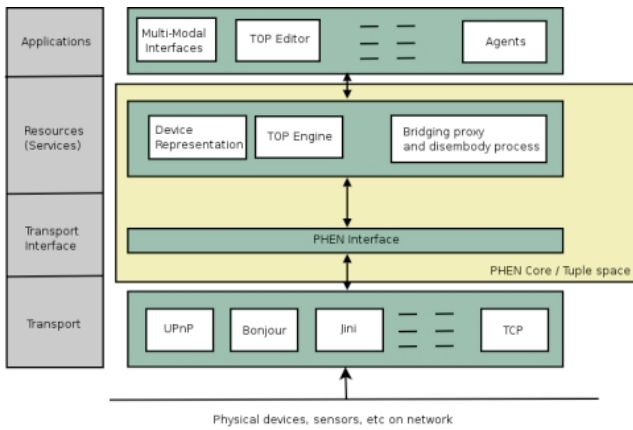 Applications
Multi-Modal
Interfaces
TOP Editor
Agents
Resources
(Services)
Device
Representation
TOP Engine
Bridging proxy
and disembody process
Transport
Interface
PHEN Interface
PHEN Core / Tuple space
Transport
UPnP
Bonjour
Jini
TCP
Physical devices, sensors, etc on network